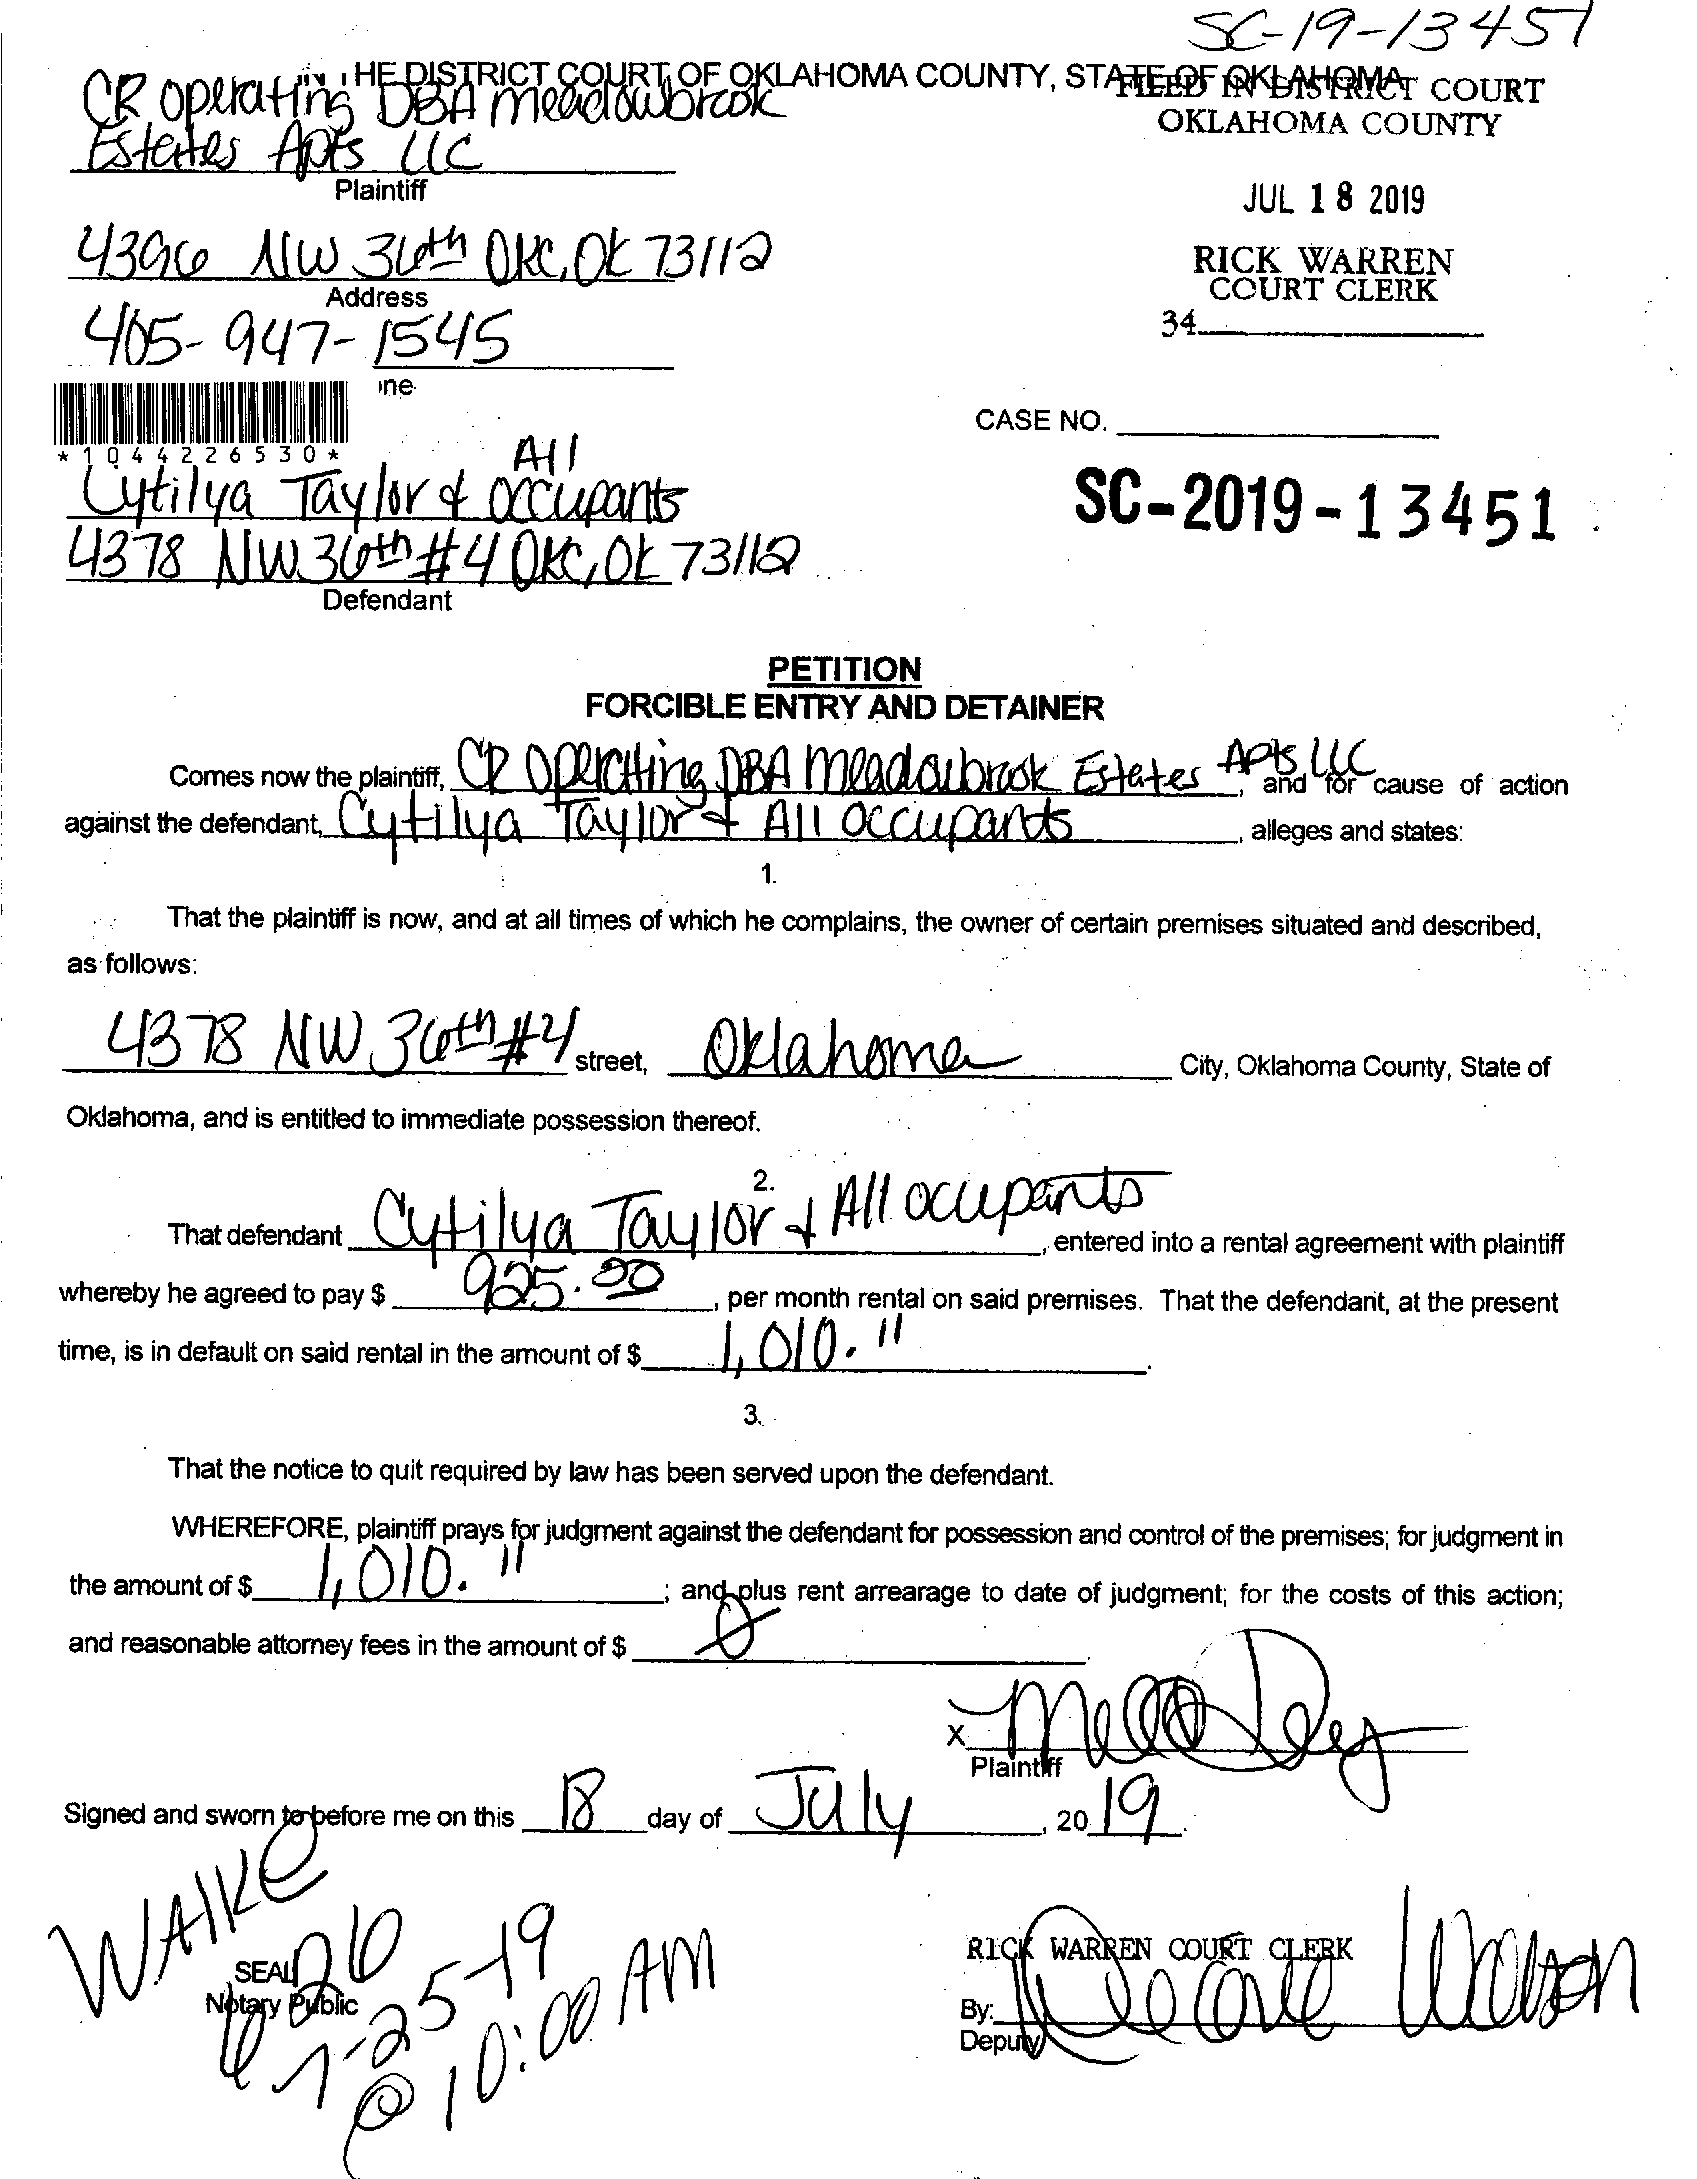 SC-19-13451
IN THE DISTRICT COURT OF OKLAHOMA COUNTY, STATE OF OKLAHOMA
FILED IN DISTRICT COURT
OKLAHOMA COUNTY
CR Operating DBA Meadowbrook
Estates Apts LLC
Plaintiff
JUL 18 2019
4396 NW 36th OKC, OK 73112
Address
RICK WARREN
COURT CLERK
405-947-1545
34
ne
*1044226530*
CASE NO.
SC-2019-13451
Cytilya Taylor & All occupants
4378 NW 36th #4 OKC, OK 73112
Defendant
PETITION
FORCIBLE ENTRY AND DETAINER
Comes now the plaintiff, CR Operating DBA Meadowbrook Estates Apts LLC, and for cause of action
against the defendant, Cytilya Taylor & All occupants, alleges and states:
1.
That the plaintiff is now, and at all times of which he complains, the owner of certain premises situated and described,
as follows:
4378 NW 36th #4 street, Oklahoma City, Oklahoma County, State of
Oklahoma, and is entitled to immediate possession thereof.
2.
That defendant Cytilya Taylor & All occupants, entered into a rental agreement with plaintiff
whereby he agreed to pay $ 925.00, per month rental on said premises. That the defendant, at the present
time, is in default on said rental in the amount of $ 1,010.11.
3.
That the notice to quit required by law has been served upon the defendant.
WHEREFORE, plaintiff prays for judgment against the defendant for possession and control of the premises; for judgment in
the amount of $ 1,010.11; and plus rent arrearage to date of judgment; for the costs of this action;
and reasonable attorney fees in the amount of $ 0
X
Plaintiff
Signed and sworn to before me on this 18 day of July, 2019.
WAIKE
SEAL
Notary Public
7-25-19
@ 10:00 AM
RICK WARREN COURT CLERK
By:
Deputy